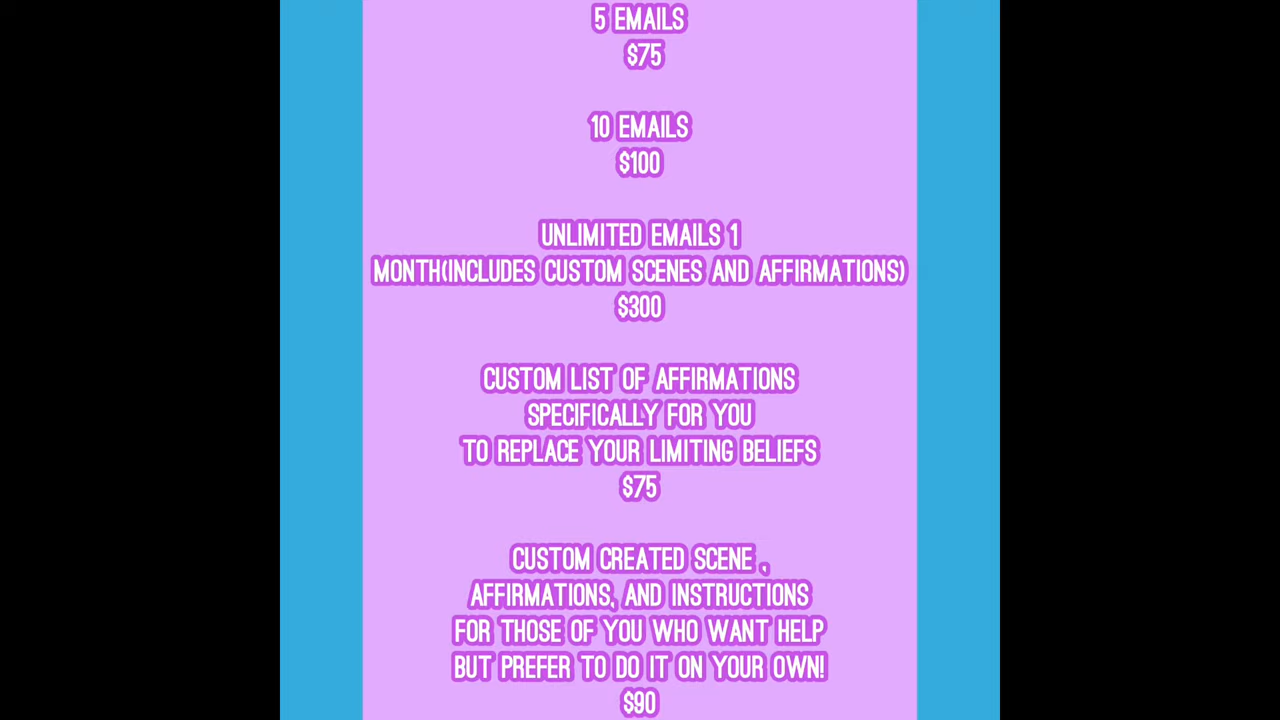 5 EMAILS
$75
10 EMAILS
$100
UNLIMITED EMAILS 1
MONTH(INCLUDES CUSTOM SCENES AND AFFIRMATIONS)
$300
CUSTOM LIST OF AFFIRMATIONS
SPECIFICALLY FOR YOU
TO REPLACE YOUR LIMITING BELIEFS
$75
CUSTOM CREATED SCENE ,
AFFIRMATIONS, AND INSTRUCTIONS
FOR THOSE OF YOU WHO WANT HELP
BUT PREFER TO DO IT ON YOUR OWN!
$90